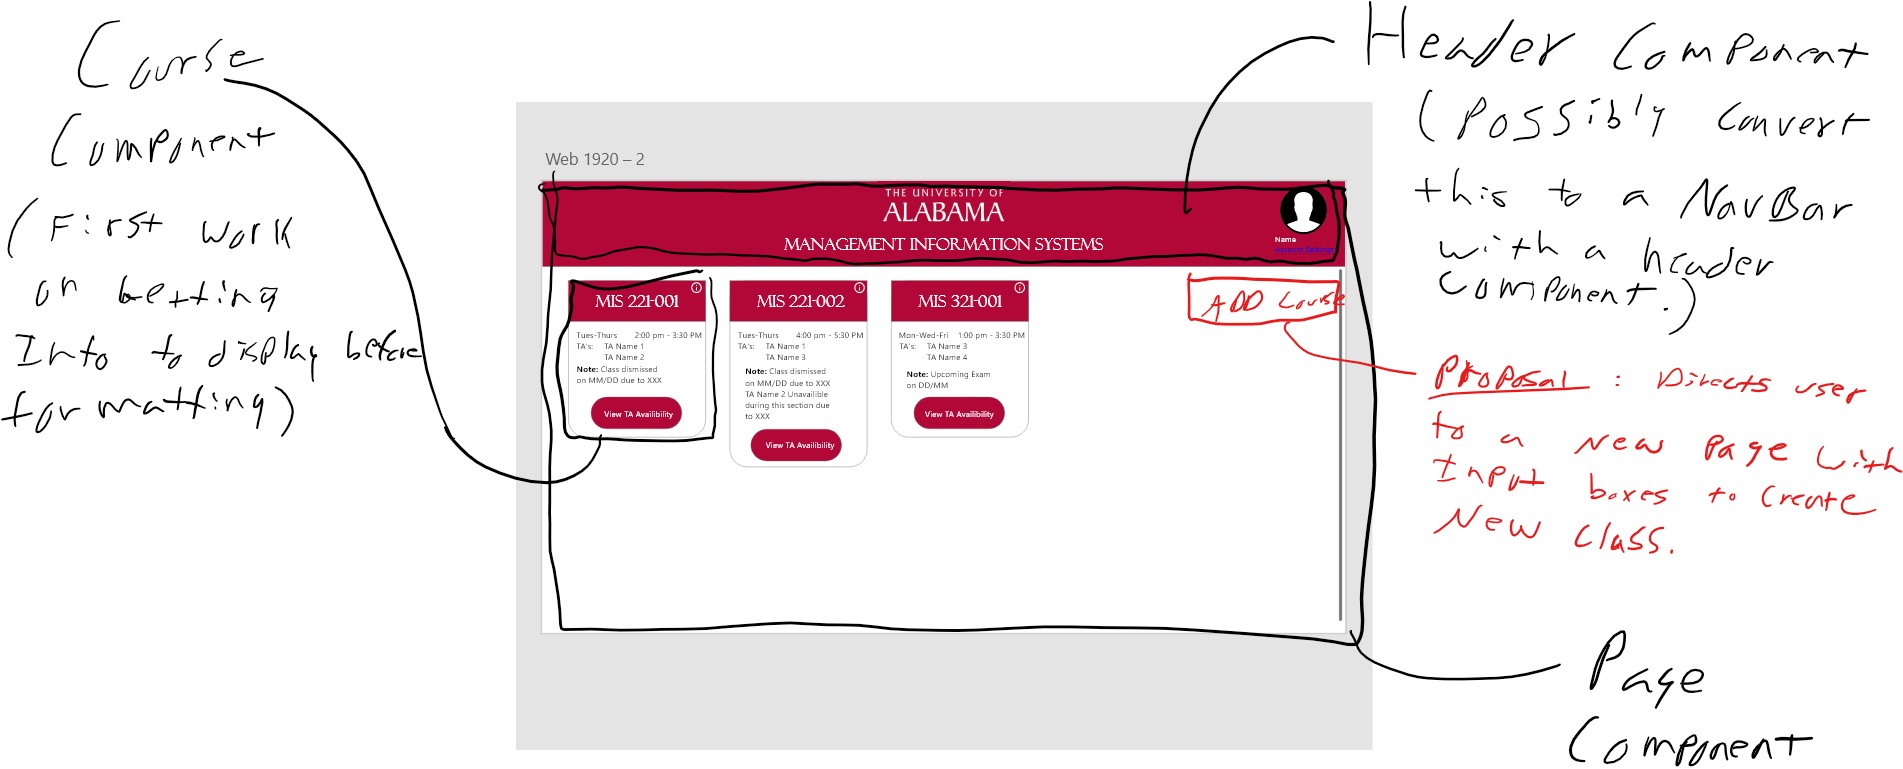 Course
Component
(First work
on getting
Info to display before
formatting)
Header Component
(Possibly convert
this to a NavBar
with a header
component.)
Web 1920 – 2
THE UNIVERSITY OF
ALABAMA
MANAGEMENT INFORMATION SYSTEMS
Name
Account Settings
MIS 221-001
Tues-Thurs 2:00 pm - 3:30 PM
TA's: TA Name 1
TA Name 2
Note: Class dismissed
on MM/DD due to XXX
View TA Availibility
MIS 221-002
Tues-Thurs 4:00 pm - 5:30 PM
TA's: TA Name 1
TA Name 3
Note: Class dismissed
on MM/DD due to XXX
TA Name 2 Unavailible
during this section due
to XXX
View TA Availibility
MIS 321-001
Mon-Wed-Fri 1:00 pm - 3:30 PM
TA's: TA Name 3
TA Name 4
Note: Upcoming Exam
on DD/MM
View TA Availibility
ADD Course
Proposal : Directs user
to a New Page with
Input boxes to create
New Class.
Page
Component